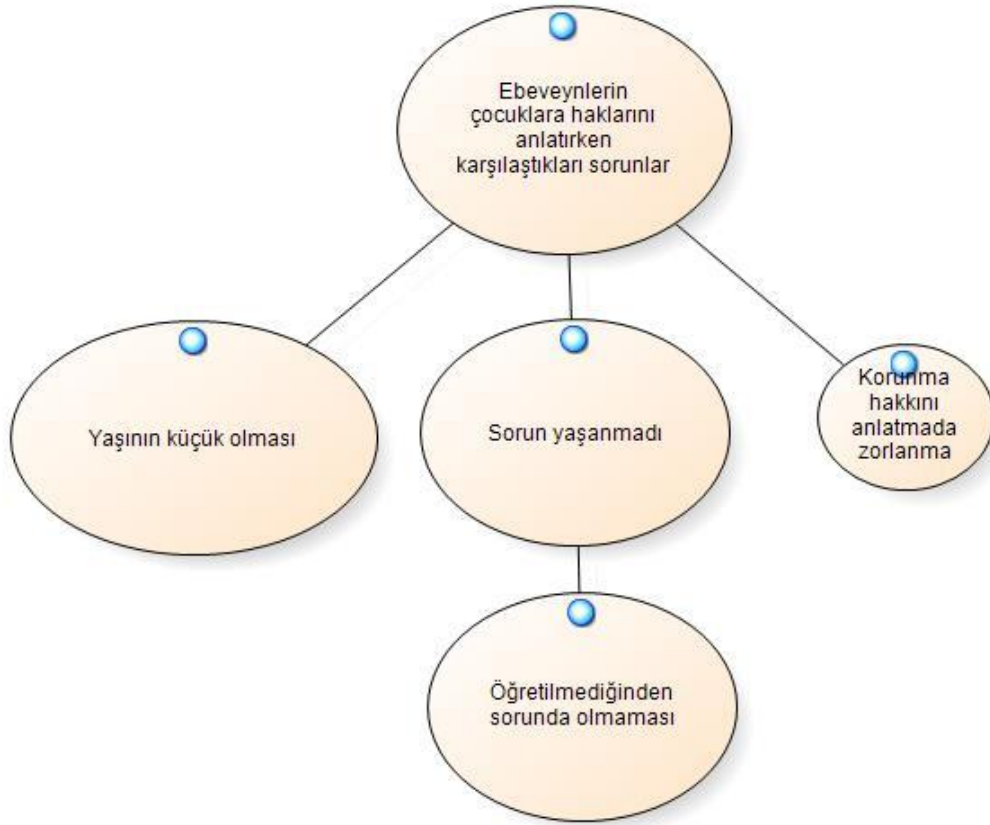 Ebeveynlerin
çocuklara haklarını
anlatırken
karşılaştıkları sorunlar
Yaşının küçük olması
Sorun yaşanmadı
Korunma
hakkını
anlatmada
zorlanma
Öğretilmediğinden
sorunda olmaması